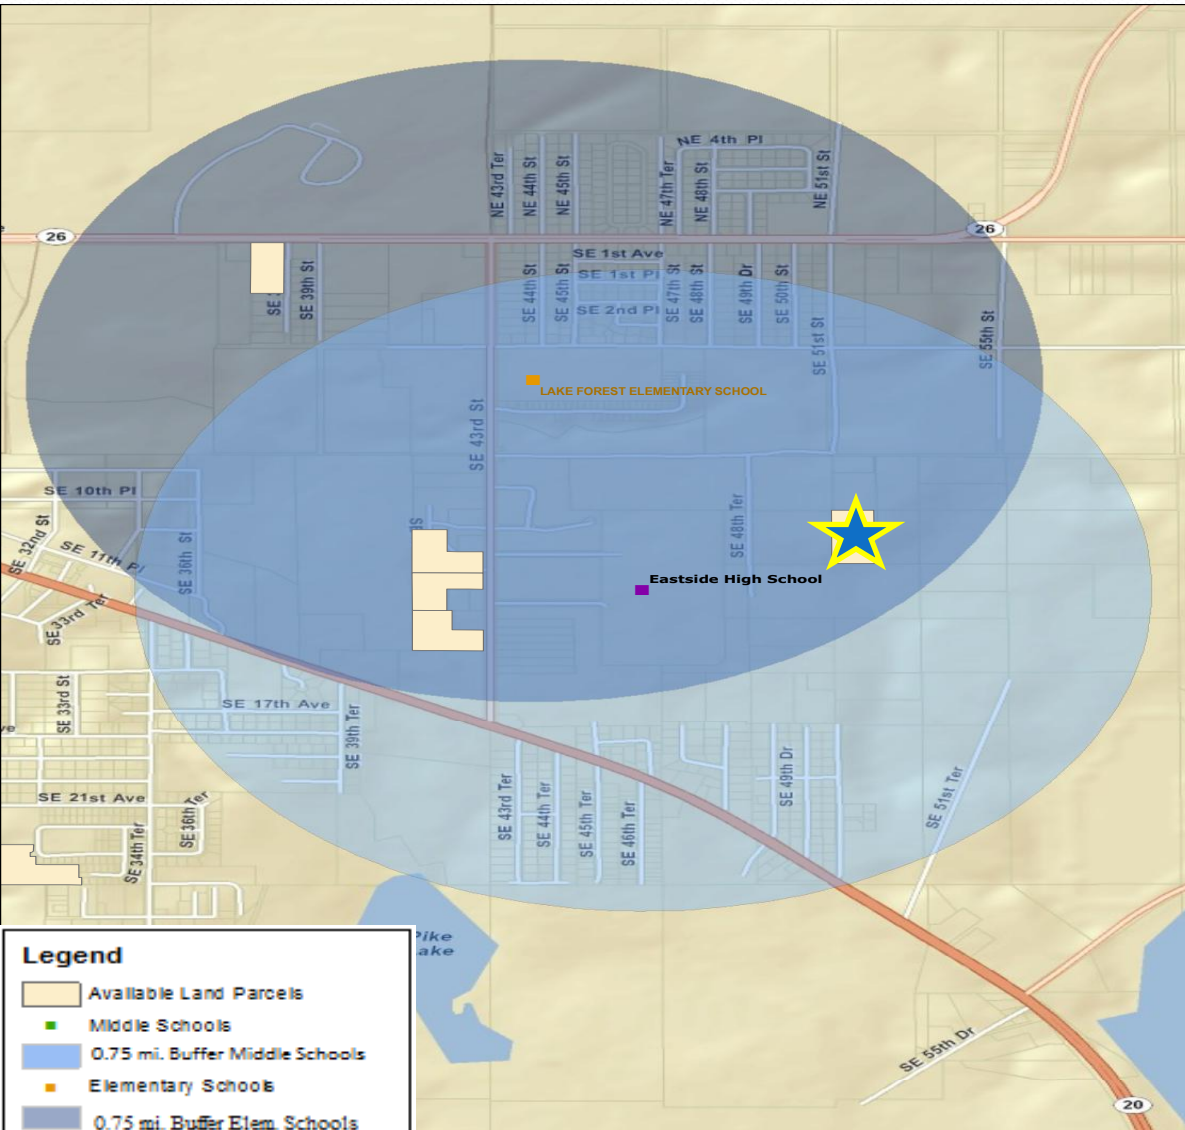 NE 4th Pl
NE 43rd Ter
NE 44th St
NE 45th St
NE 47th Ter
NE 48th St
NE 51st St
26
26
SE 1st Ave
SE 1st Pl
SE 2nd Pl
SE
SE 39th St
SE 44th St
SE 45th St
SE 47th St
SE 48th St
SE 49th Dr
SE 50th St
SE 51st St
SE 55th St
LAKE FOREST ELEMENTARY SCHOOL
SE 43rd St
SE 10th Pl
SE 32nd St
SE 11th Pl
SE 36th St
SE 48th Ter
Eastside High School
SE 33rd Ter
SE 33rd St
SE 17th Ave
SE 39th Ter
SE 43rd Ter
SE 44th Ter
SE 45th Ter
SE 46th Ter
SE 49th Dr
SE 51st Ter
SE 21st Ave
SE 36th Ter
SE 34th Ter
SE 55th Dr
20
Legend
Available Land Parcels
Middle Schools
0.75 mi. Buffer Middle Schools
Elementary Schools
0.75 mi. Buffer Elem. Schools